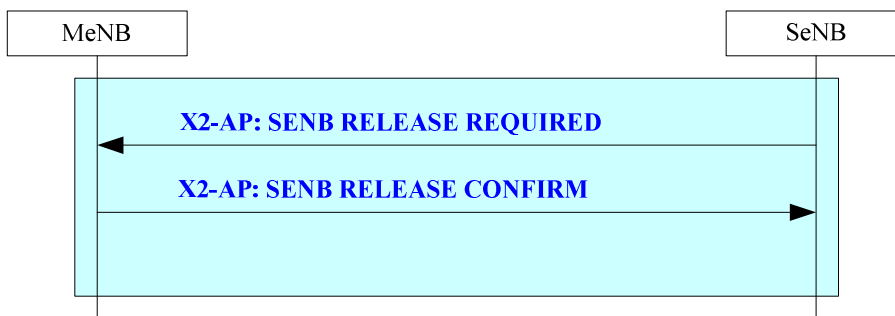 MeNB
SeNB
X2-AP: SENB RELEASE REQUIRED
X2-AP: SENB RELEASE CONFIRM